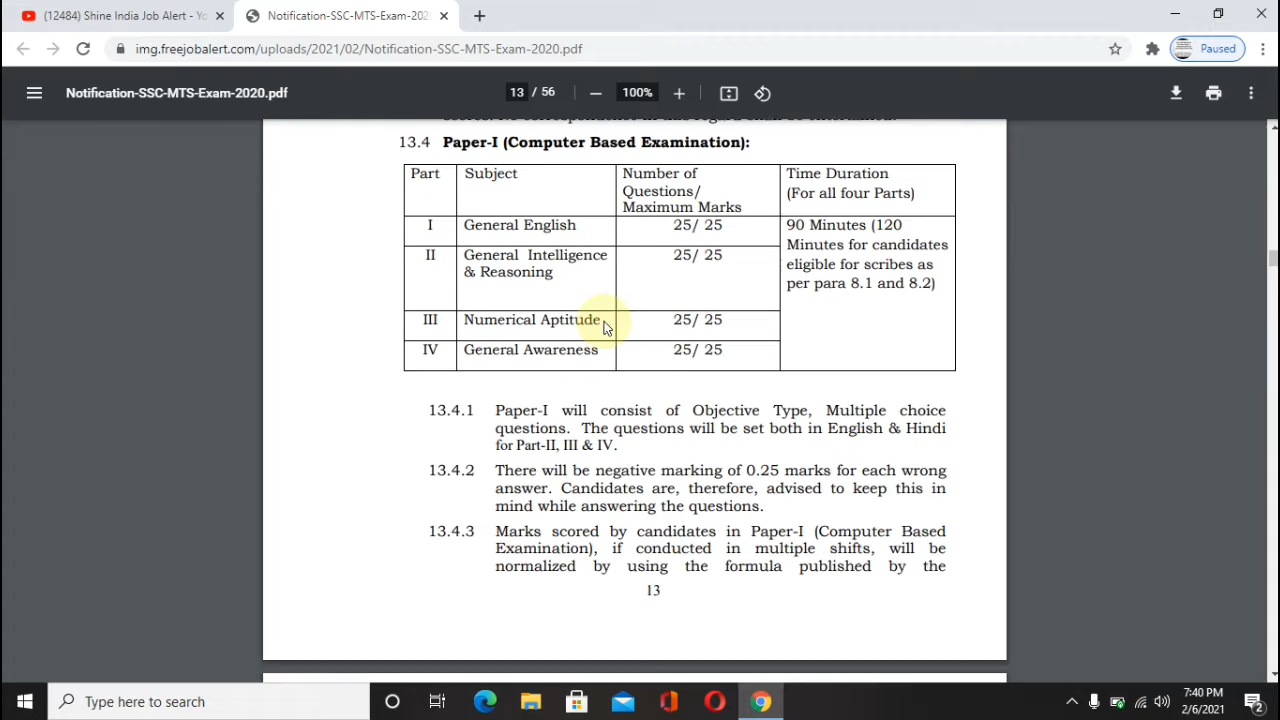 (12484) Shine India Job Alert - Yo
Notification-SSC-MTS-Exam-2020.
img.freejobalert.com/uploads/2021/02/Notification-SSC-MTS-Exam-2020.pdf
Paused
Notification-SSC-MTS-Exam-2020.pdf
13 / 56
100%
13.4 Paper-I (Computer Based Examination):
Part Subject Number of Questions/ Maximum Marks Time Duration (For all four Parts)
I General English 25/ 25 90 Minutes (120 Minutes for candidates eligible for scribes as per para 8.1 and 8.2)
II General Intelligence & Reasoning 25/ 25
III Numerical Aptitude 25/ 25
IV General Awareness 25/ 25
13.4.1 Paper-I will consist of Objective Type, Multiple choice
questions. The questions will be set both in English & Hindi
for Part-II, III & IV.
13.4.2 There will be negative marking of 0.25 marks for each wrong
answer. Candidates are, therefore, advised to keep this in
mind while answering the questions.
13.4.3 Marks scored by candidates in Paper-I (Computer Based
Examination), if conducted in multiple shifts, will be
normalized by using the formula published by the
13
Type here to search
7:40 PM
2/6/2021
2